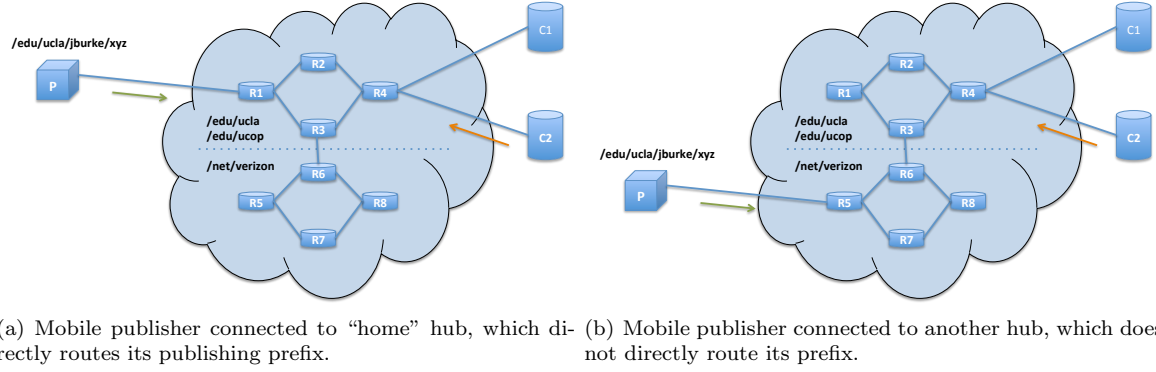 /edu/ucla/jburke/xyz
P
R1
R2
R3
R4
C1
C2
/edu/ucla
/edu/ucop
/net/verizon
R6
R5
R8
R7
(a) Mobile publisher connected to “home” hub, which di-
rectly routes its publishing prefix.
R2
R1
R4
R3
C1
C2
/edu/ucla
/edu/ucop
/edu/ucla/jburke/xyz
/net/verizon
P
R6
R5
R8
R7
(b) Mobile publisher connected to another hub, which does
not directly route its prefix.